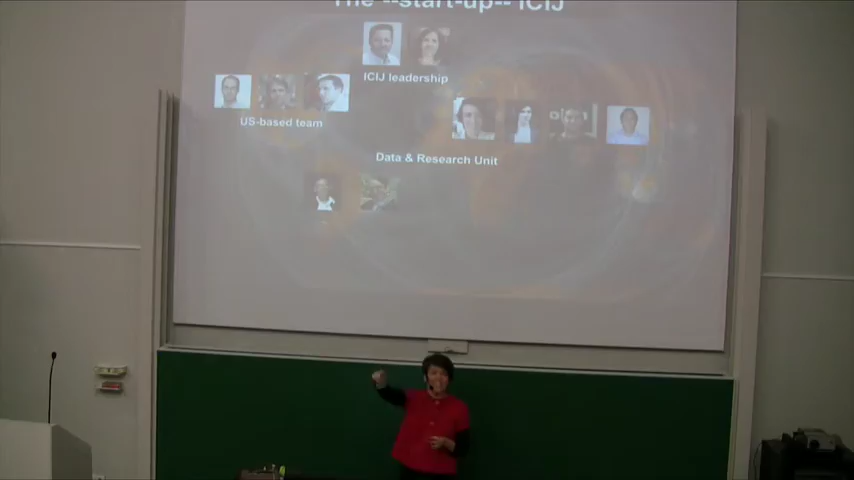 The --start-up-- ICIJ
ICIJ leadership
US-based team
Data & Research Unit